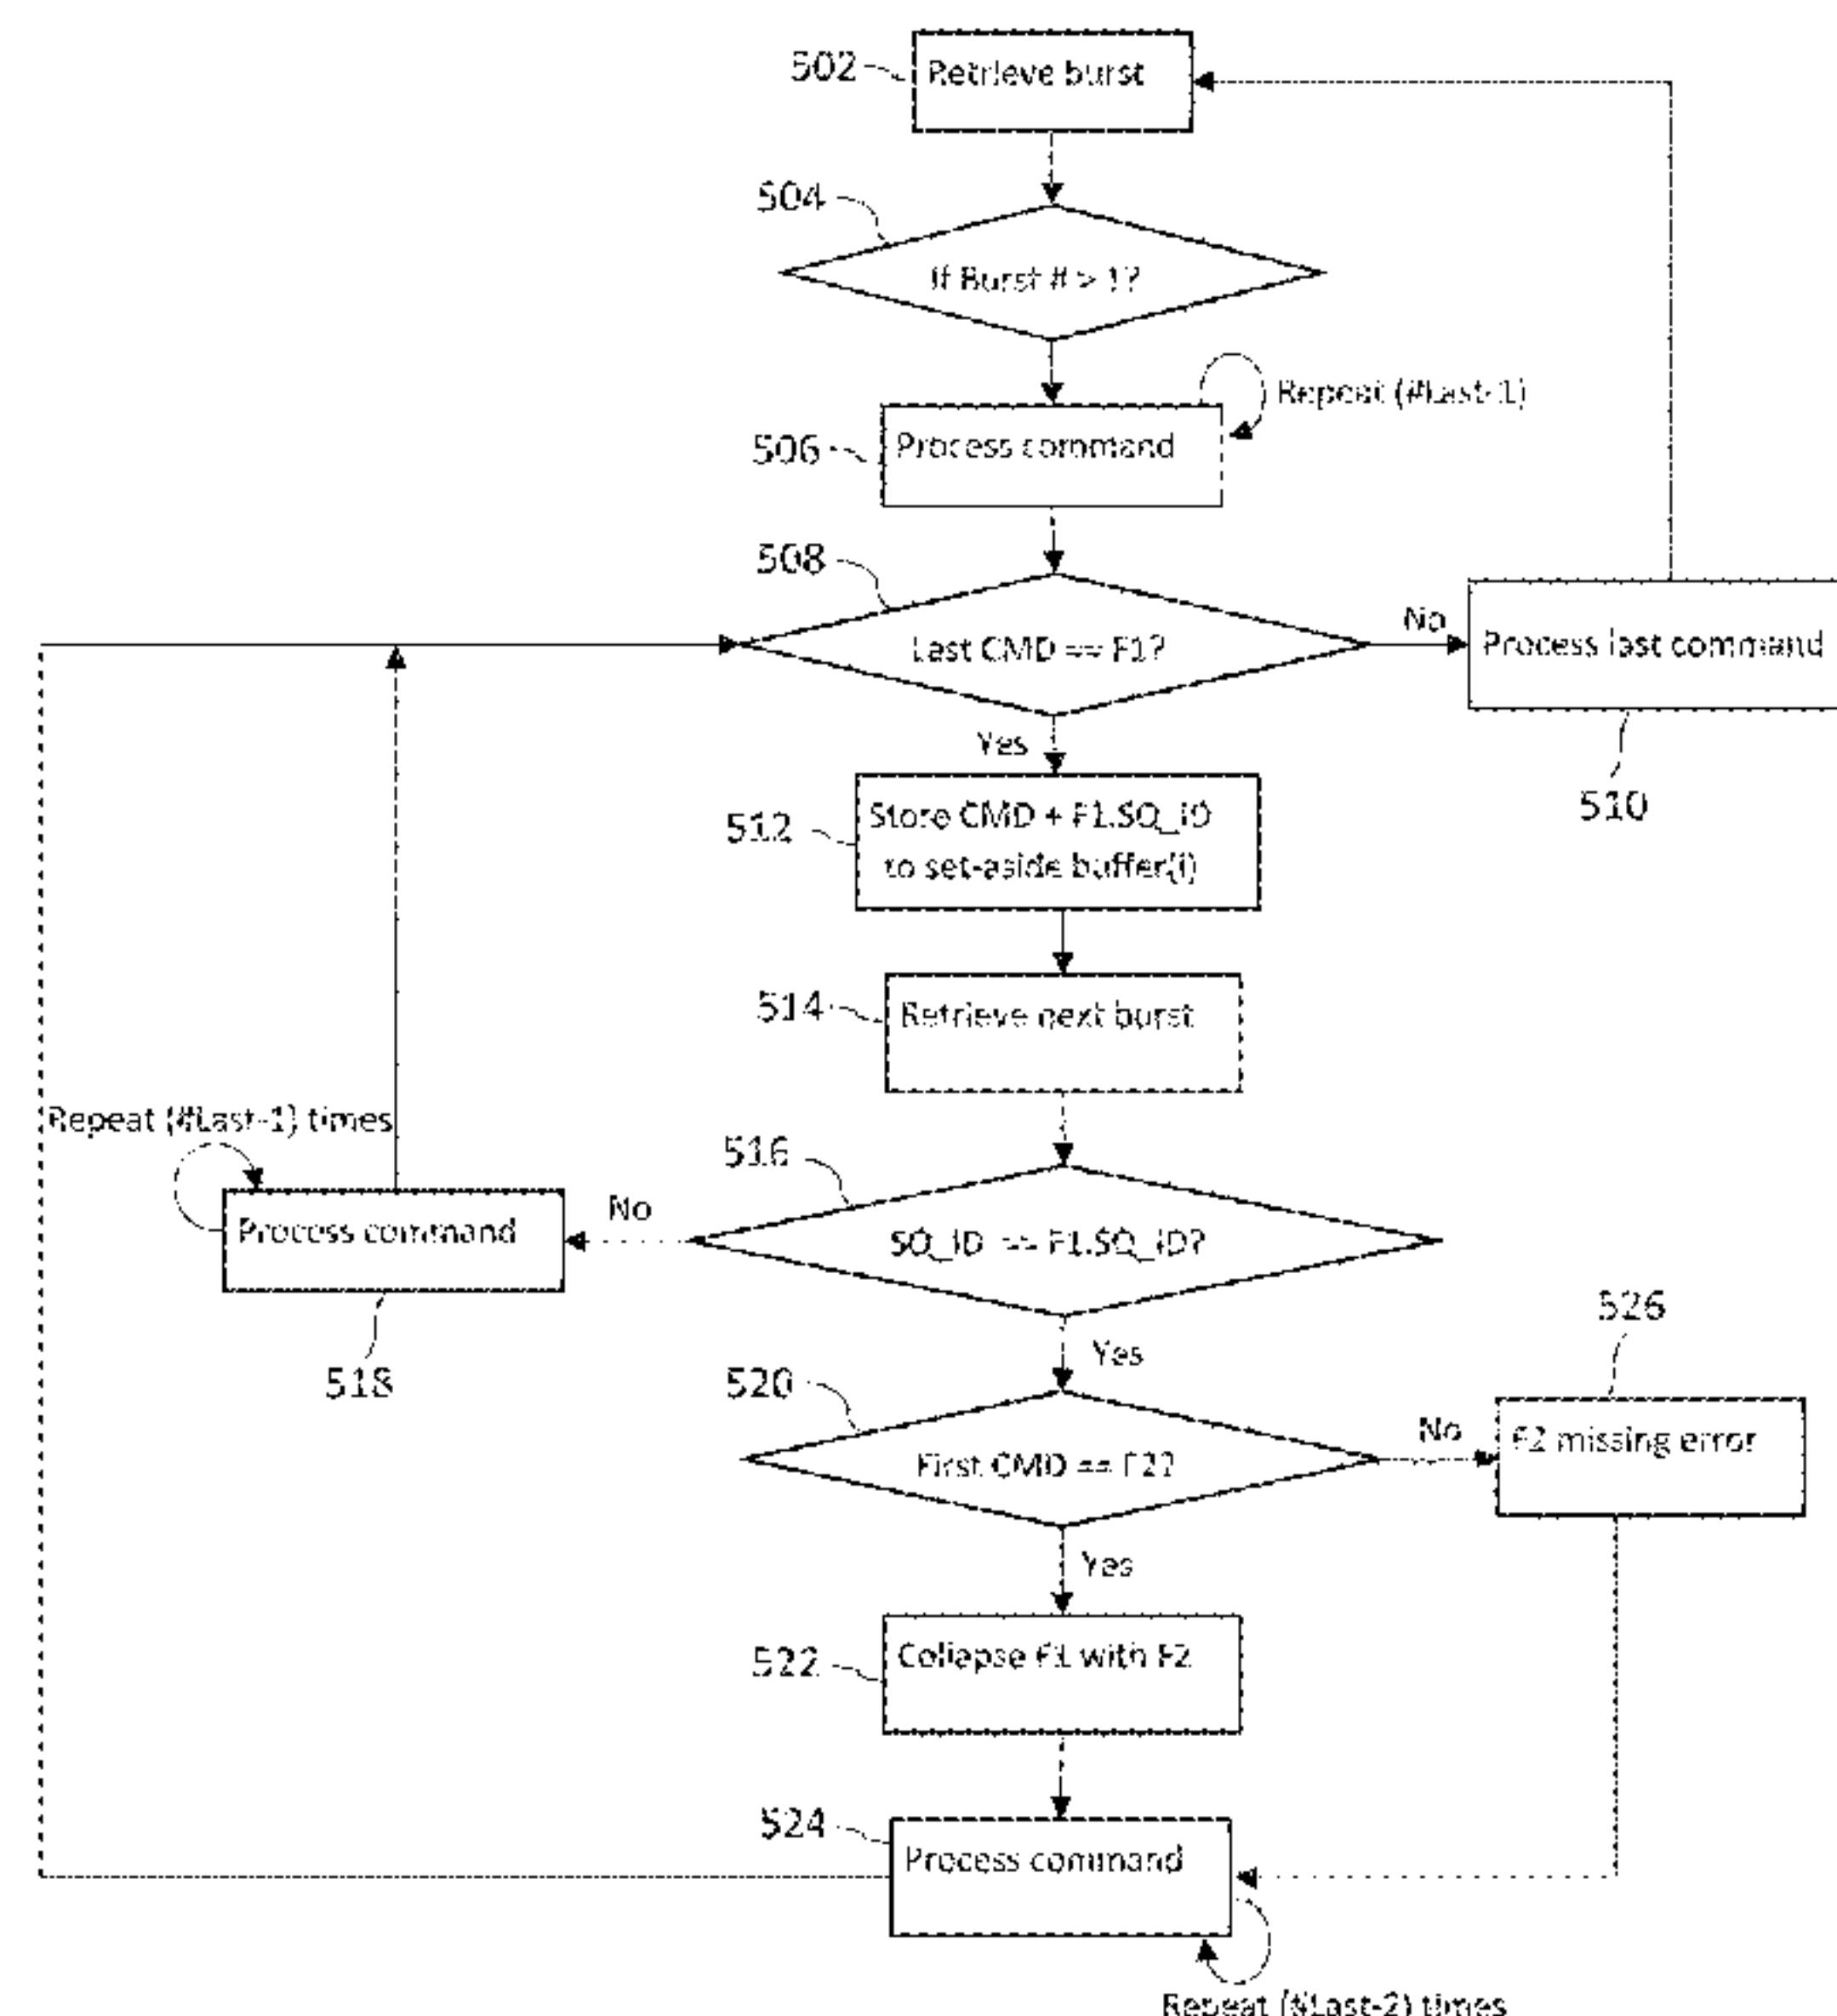 502
Retrieve burst
504
If Burst # > 1?
Repeat (#Last-1)
506
Process command
508
Last CMD == F1?
No
Process last command
510
Yes
512
Store CMD + F1.SQ_ID
to set-aside buffer(i)
514
Retrieve next burst
Repeat (#Last-1) times
516
No
Process command
SQ_ID == F1.SQ_ID?
518
Yes
526
520
First CMD == F2?
No
F2 missing error
Yes
522
Collapse F1 with F2
524
Process command
Repeat (#Last-2) times